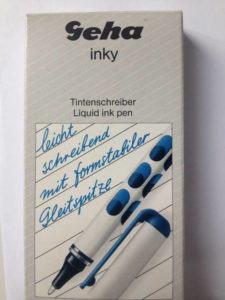 Geha
inky
Tintenschreiber
Liquid ink pen
leicht
schreibend
mit formstabiler
Gleitspitze